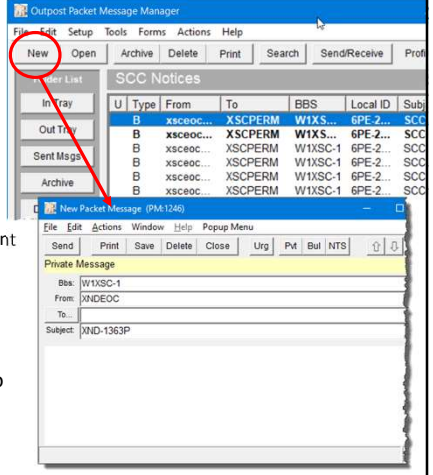 Outpost Packet Message Manager
File Edit Setup Tools Forms Actions Help
New Open Archive Delete Print Search Send/Receive Profi
Folder List SCC Notices
In Tray U Type From To BBS Local ID Subj
B xsceoc... XSCPERM W1XS... 6PE-2... SCC
Out Tray B xsceoc... XSCPERM W1XS... 6PE-2... SCC
B xsceoc... XSCPERM W1XSC-1 6PE-2... SCC
Sent Msgs B xsceoc... XSCPERM W1XSC-1 6PE-2... SCC
Archive B xsceoc... XSCPERM W1XSC-1 6PE-2... SCC
B xsceoc... XSCPERM W1XSC-1 6PE-2... SCC
D
New Packet Message (PM:1246)
File Edit Actions Window Help Popup Menu
nt
Send Print Save Delete Close Urg Pvt Bul NTS
Private Message
Bbs: W1XSC-1
From: XNDEOC
To...
Subject: XND-1363P
o